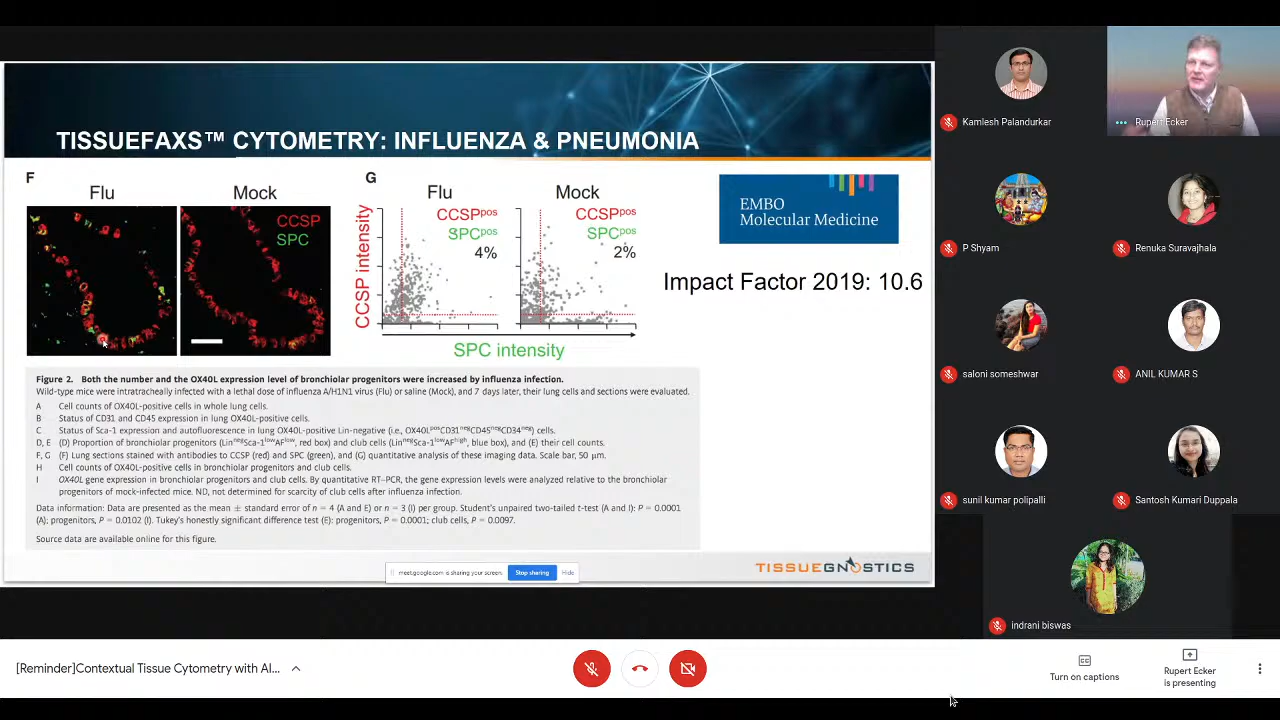 TISSUEFAXS™ CYTOMETRY: INFLUENZA & PNEUMONIA
F
Flu
Mock
CCSP
SPC
G
Flu
Mock
CCSPpos
SPCpos
4%
CCSPpos
SPCpos
2%
CCSP intensity
SPC intensity
EMBO
Molecular Medicine
Impact Factor 2019: 10.6
Figure 2. Both the number and the OX40L expression level of bronchiolar progenitors were increased by influenza infection.
Wild-type mice were intratracheally infected with a lethal dose of influenza A/H1N1 virus (Flu) or saline (Mock), and 7 days later, their lung cells and sections were evaluated.
A Cell counts of OX40L-positive cells in whole lung cells.
B Status of CD31 and CD45 expression in lung OX40L-positive cells.
C Status of Sca-1 expression and autofluorescence in lung OX40L-positive Lin-negative (i.e., OX40LposCD31negCD45negCD34neg) cells.
D, E (D) Proportion of bronchiolar progenitors (LinnegSca-1lowAFlow, red box) and club cells (LinnegSca-1lowAFhigh, blue box), and (E) their cell counts.
F, G (F) Lung sections stained with antibodies to CCSP (red) and SPC (green), and (G) quantitative analysis of these imaging data. Scale bar, 50 μm.
H Cell counts of OX40L-positive cells in bronchiolar progenitors and club cells.
I OX40L gene expression in bronchiolar progenitors and club cells. By quantitative RT–PCR, the gene expression levels were analyzed relative to the bronchiolar
progenitors of mock-infected mice. ND, not determined for scarcity of club cells after influenza infection.
Data information: Data are presented as the mean ± standard error of n = 4 (A and E) or n = 3 (I) per group. Student's unpaired two-tailed t-test (A and I): P = 0.0001
(A); progenitors, P = 0.0102 (I). Tukey's honestly significant difference test (E): progenitors, P = 0.0001; club cells, P = 0.0097.
Source data are available online for this figure.
meet.google.com is sharing your screen.
Stop sharing
Hide
TISSUEGNOSTICS
Kamlesh Palandurkar
Rupert Ecker
P Shyam
Renuka Suravajhala
saloni someshwar
ANIL KUMAR S
sunil kumar polipalli
Santosh Kumari Duppala
indrani biswas
[Reminder]Contextual Tissue Cytometry with AI...
Turn on captions
Rupert Ecker
is presenting